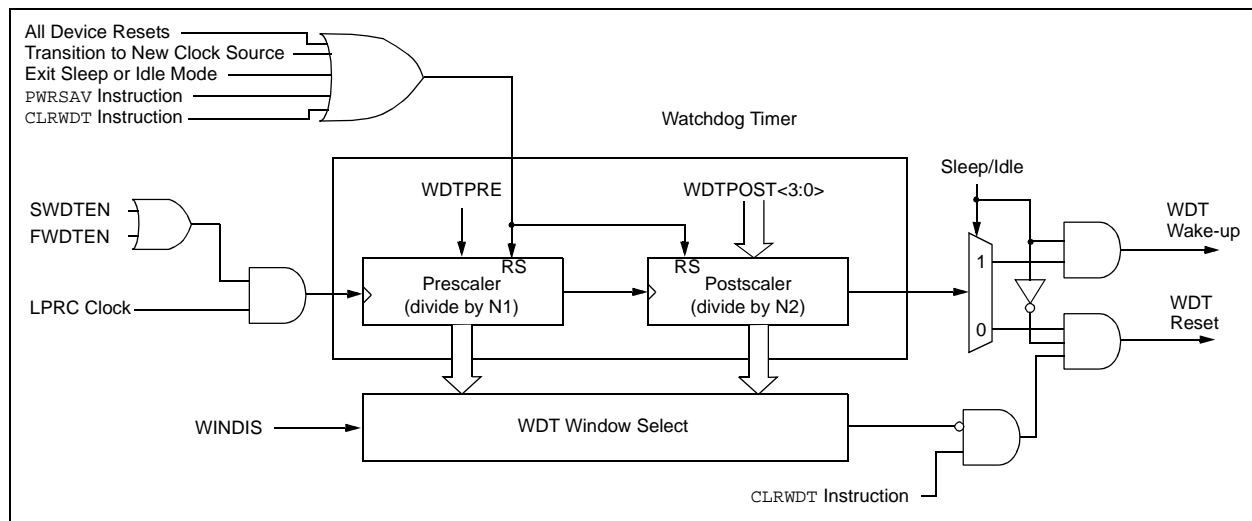 All Device Resets
Transition to New Clock Source
Exit Sleep or Idle Mode
PWRSAV Instruction
CLRWDT Instruction
Watchdog Timer
Sleep/Idle
WDTPRE
WDTPOST<3:0>
SWDTEN
FWDTEN
WDT
Wake-up
RS
RS
Prescaler
(divide by N1)
Postscaler
(divide by N2)
1
0
LPRC Clock
WDT
Reset
WINDIS
WDT Window Select
CLRWDT Instruction